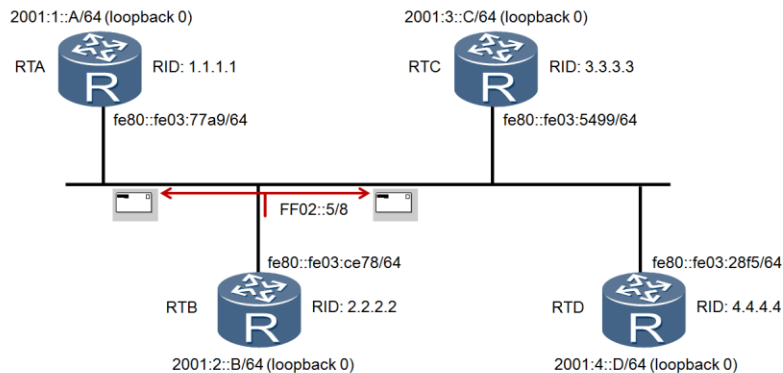 2001:1::A/64 (loopback 0)
2001:3::C/64 (loopback 0)
RTA
R
RID: 1.1.1.1
RTC
R
RID: 3.3.3.3
fe80::fe03:77a9/64
fe80::fe03:5499/64
FF02::5/8
fe80::fe03:ce78/64
fe80::fe03:28f5/64
RTB
R
RID: 2.2.2.2
RTD
R
RID: 4.4.4.4
2001:2::B/64 (loopback 0)
2001:4::D/64 (loopback 0)